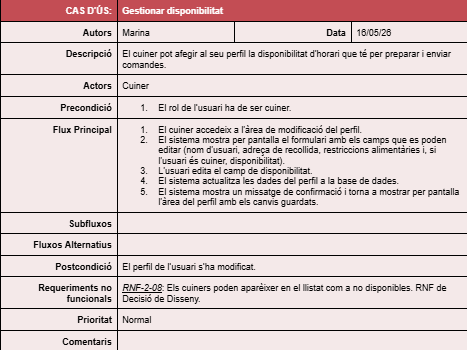 CAS D'ÚS: Gestionar disponibilitat
Autors Marina Data 16/05/26
Descripció El cuiner pot afegir al seu perfil la disponibilitat d'horari que té per preparar i enviar
comandes.
Actors Cuiner
Precondició 1. El rol de l'usuari ha de ser cuiner.
Flux Principal 1. El cuiner accedeix a l'àrea de modificació del perfil.
2. El sistema mostra per pantalla el formulari amb els camps que es poden
editar (nom d'usuari, adreça de recollida, restriccions alimentàries i, si
l'usuari és cuiner, disponibilitat).
3. L'usuari edita el camp de disponibilitat.
4. El sistema actualitza les dades del perfil a la base de dades.
5. El sistema mostra un missatge de confirmació i torna a mostrar per pantalla
l'àrea del perfil amb els canvis guardats.
Subfluxos
Fluxos Alternatius
Postcondició El perfil de l'usuari s'ha modificat.
Requeriments no RNF-2-08: Els cuiners poden aparèixer en el llistat com a no disponibles. RNF de
funcionals Decisió de Disseny.
Prioritat Normal
Comentaris